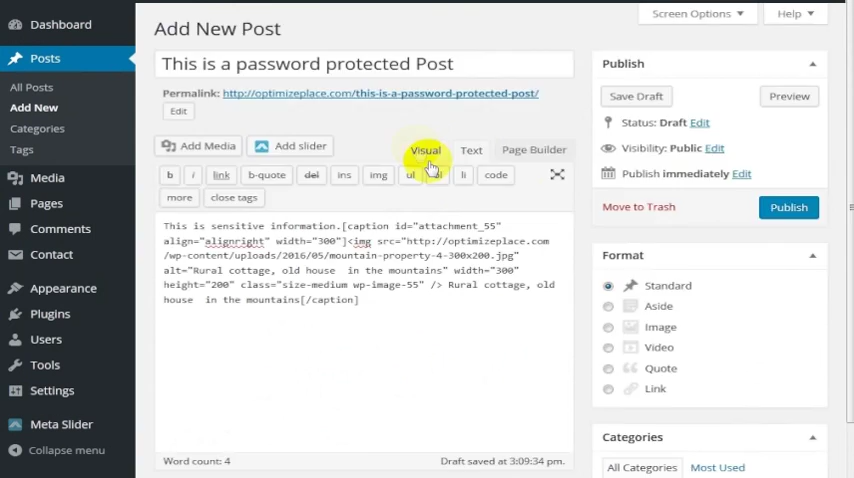 Dashboard
Posts
All Posts
Add New
Categories
Tags
Media
Pages
Comments
Contact
Appearance
Plugins
Users
Tools
Settings
Meta Slider
Collapse menu
Screen Options
Help
Add New Post
This is a password protected Post
Permalink: http://optimizeplace.com/this-is-a-password-protected-post/
Edit
Add Media
Add slider
Visual
Text
Page Builder
b
i
link
b-quote
del
ins
img
ul
ol
li
code
more
close tags
This is sensitive information.[caption id="attachment_55"
align="alignright" width="300"]<img src="http://optimizeplace.com
/wp-content/uploads/2016/05/mountain-property-4-300x200.jpg"
alt="Rural cottage, old house  in the mountains" width="300"
height="200" class="size-medium wp-image-55" /> Rural cottage, old
house  in the mountains[/caption]
Word count: 4
Draft saved at 3:09:34 pm.
Publish
Save Draft
Preview
Status: Draft Edit
Visibility: Public Edit
Publish immediately Edit
Move to Trash
Publish
Format
Standard
Aside
Image
Video
Quote
Link
Categories
All Categories
Most Used